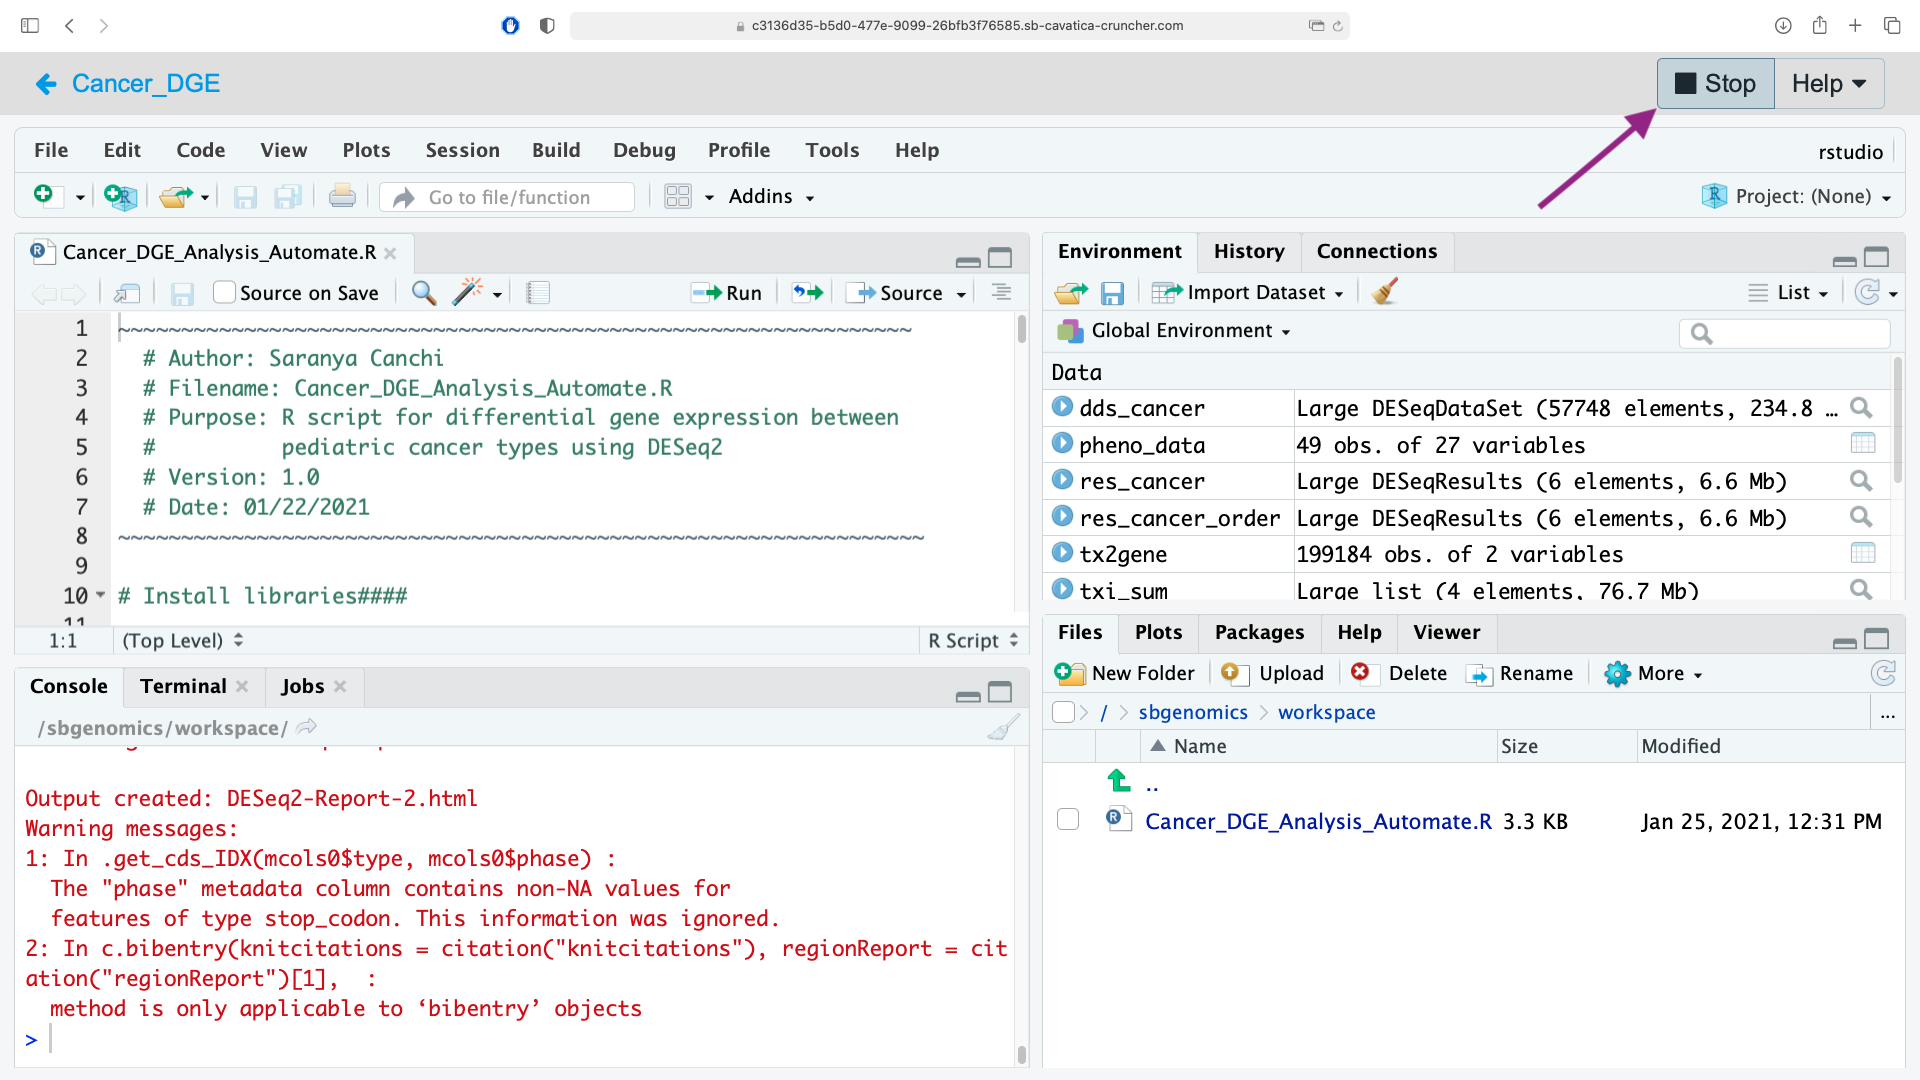 c3136d35-b5d0-477e-9099-26bfb3f76585.sb-cavatica-cruncher.com
Cancer_DGE
Stop Help
File Edit Code View Plots Session Build Debug Profile Tools Help
rstudio
Go to file/function
Addins
Project: (None)
Cancer_DGE_Analysis_Automate.R
Source on Save
Run
Source
1 ~~~~~~~~~~~~~~~~~~~~~~~~~~~~~~~~~~~~~~~~~~~~~~~~~~~~~~~~~~~~~~~
2 # Author: Saranya Canchi
3 # Filename: Cancer_DGE_Analysis_Automate.R
4 # Purpose: R script for differential gene expression between
5 # pediatric cancer types using DESeq2
6 # Version: 1.0
7 # Date: 01/22/2021
8 ~~~~~~~~~~~~~~~~~~~~~~~~~~~~~~~~~~~~~~~~~~~~~~~~~~~~~~~~~~~~~~~~
9
10 # Install libraries####
11
1:1 (Top Level) R Script
Console Terminal Jobs
/sbgenomics/workspace/
Output created: DESeq2-Report-2.html
Warning messages:
1: In .get_cds_IDX(mcols0$type, mcols0$phase) :
The "phase" metadata column contains non-NA values for
features of type stop_codon. This information was ignored.
2: In c.bibentry(knitcitations = citation("knitcitations"), regionReport = cit
ation("regionReport")[1],  :
method is only applicable to ‘bibentry’ objects
>
Environment History Connections
Import Dataset
List
Global Environment
Data
dds_cancer Large DESeqDataSet (57748 elements, 234.8 …
pheno_data 49 obs. of 27 variables
res_cancer Large DESeqResults (6 elements, 6.6 Mb)
res_cancer_order Large DESeqResults (6 elements, 6.6 Mb)
tx2gene 199184 obs. of 2 variables
txi_sum Large list (4 elements, 76.7 Mb)
Files Plots Packages Help Viewer
New Folder Upload Delete Rename More
/ sbgenomics workspace ...
Name Size Modified
..
Cancer_DGE_Analysis_Automate.R 3.3 KB Jan 25, 2021, 12:31 PM